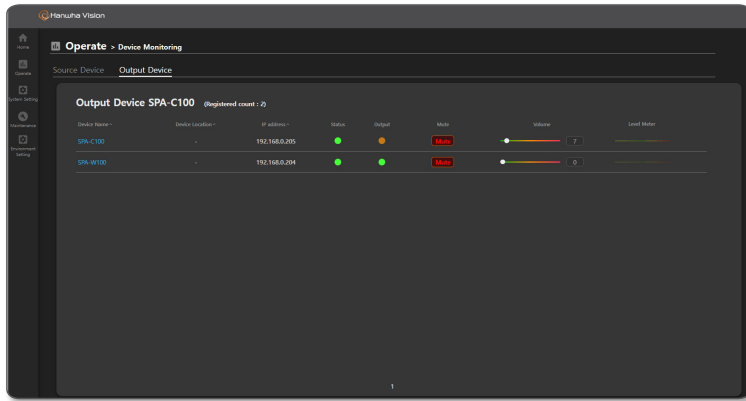 Hanwha Vision
Home
Operate
System Setting
Maintenance
Environment
Setting
Operate > Device Monitoring
Source Device Output Device
Output Device SPA-C100 (Registered count : 2)
Device Name Device Location IP address Status Output Mute Volume Level Meter
SPA-C100 - 192.168.0.205 Mute 7
SPA-W100 - 192.168.0.204 Mute 0
1